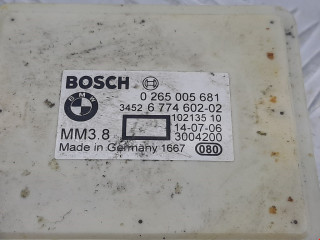 BOSCH
BMW
0 265 005 681
3452 6 774 602-02
102135 10
14-07-06
MM3.8 3004200
Made in Germany 1667 080